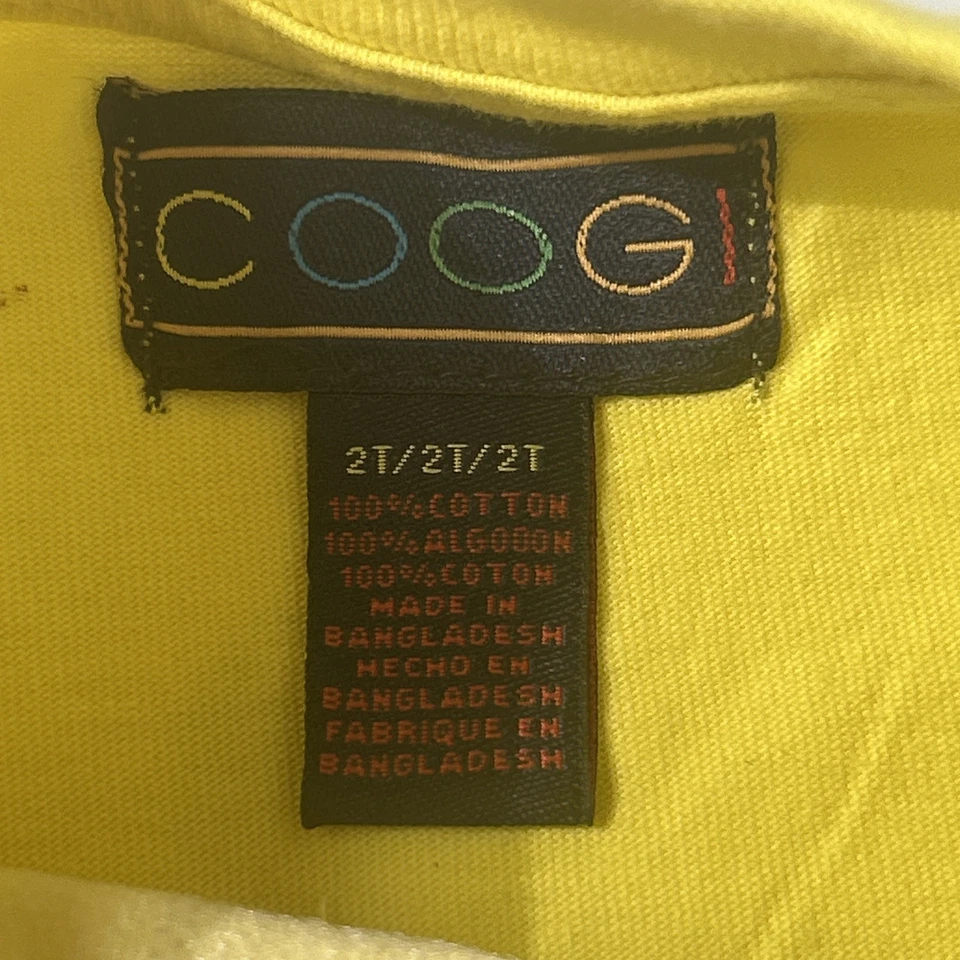 COOGI
2T/2T/2T
100%COTTON
100%ALGODON
100%COTON
MADE IN
BANGLADESH
HECHO EN
BANGLADESH
FABRIQUE EN
BANGLADESH